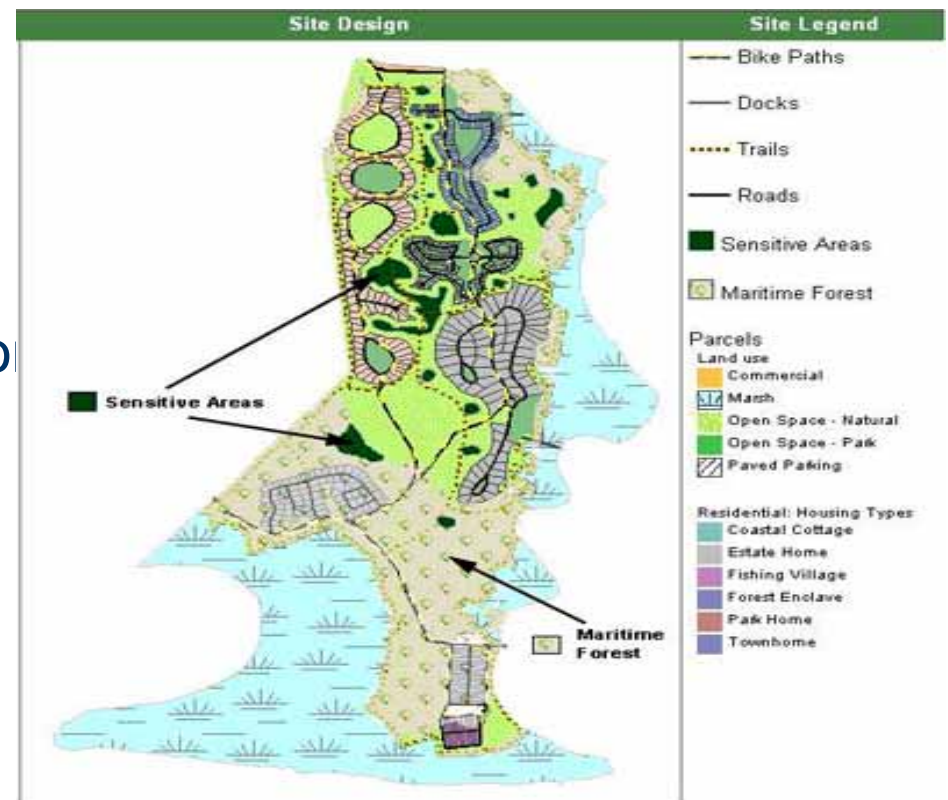 Site Design
Site Legend
Bike Paths
Docks
Trails
Roads
Sensitive Areas
Maritime Forest
Parcels
Land use
Commercial
Marsh
Open Space - Natural
Open Space - Park
Paved Parking
Residential: Housing Types
Coastal Cottage
Estate Home
Fishing Village
Forest Enclave
Park Home
Townhome
Sensitive Areas
Maritime
Forest